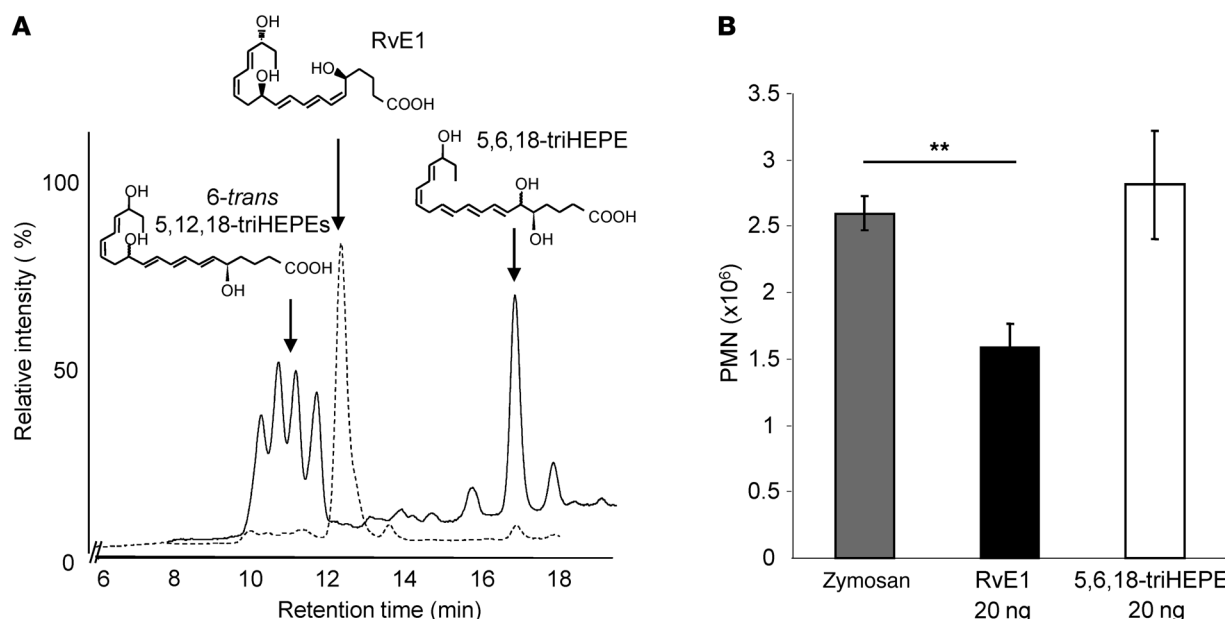 A
OH
RvE1
OH
HO
COOH
5,6,18-triHEPE
OH
OH
COOH
OH
6-trans
5,12,18-triHEPEs
OH
OH
COOH
OH
Relative intensity ( %)
100
50
0
6 8 10 12 14 16 18
Retention time (min)
B
PMN (x10⁶)
3.5
3
2.5
2
1.5
1
0.5
0
**
Zymosan
RvE1
20 ng
5,6,18-triHEPE
20 ng